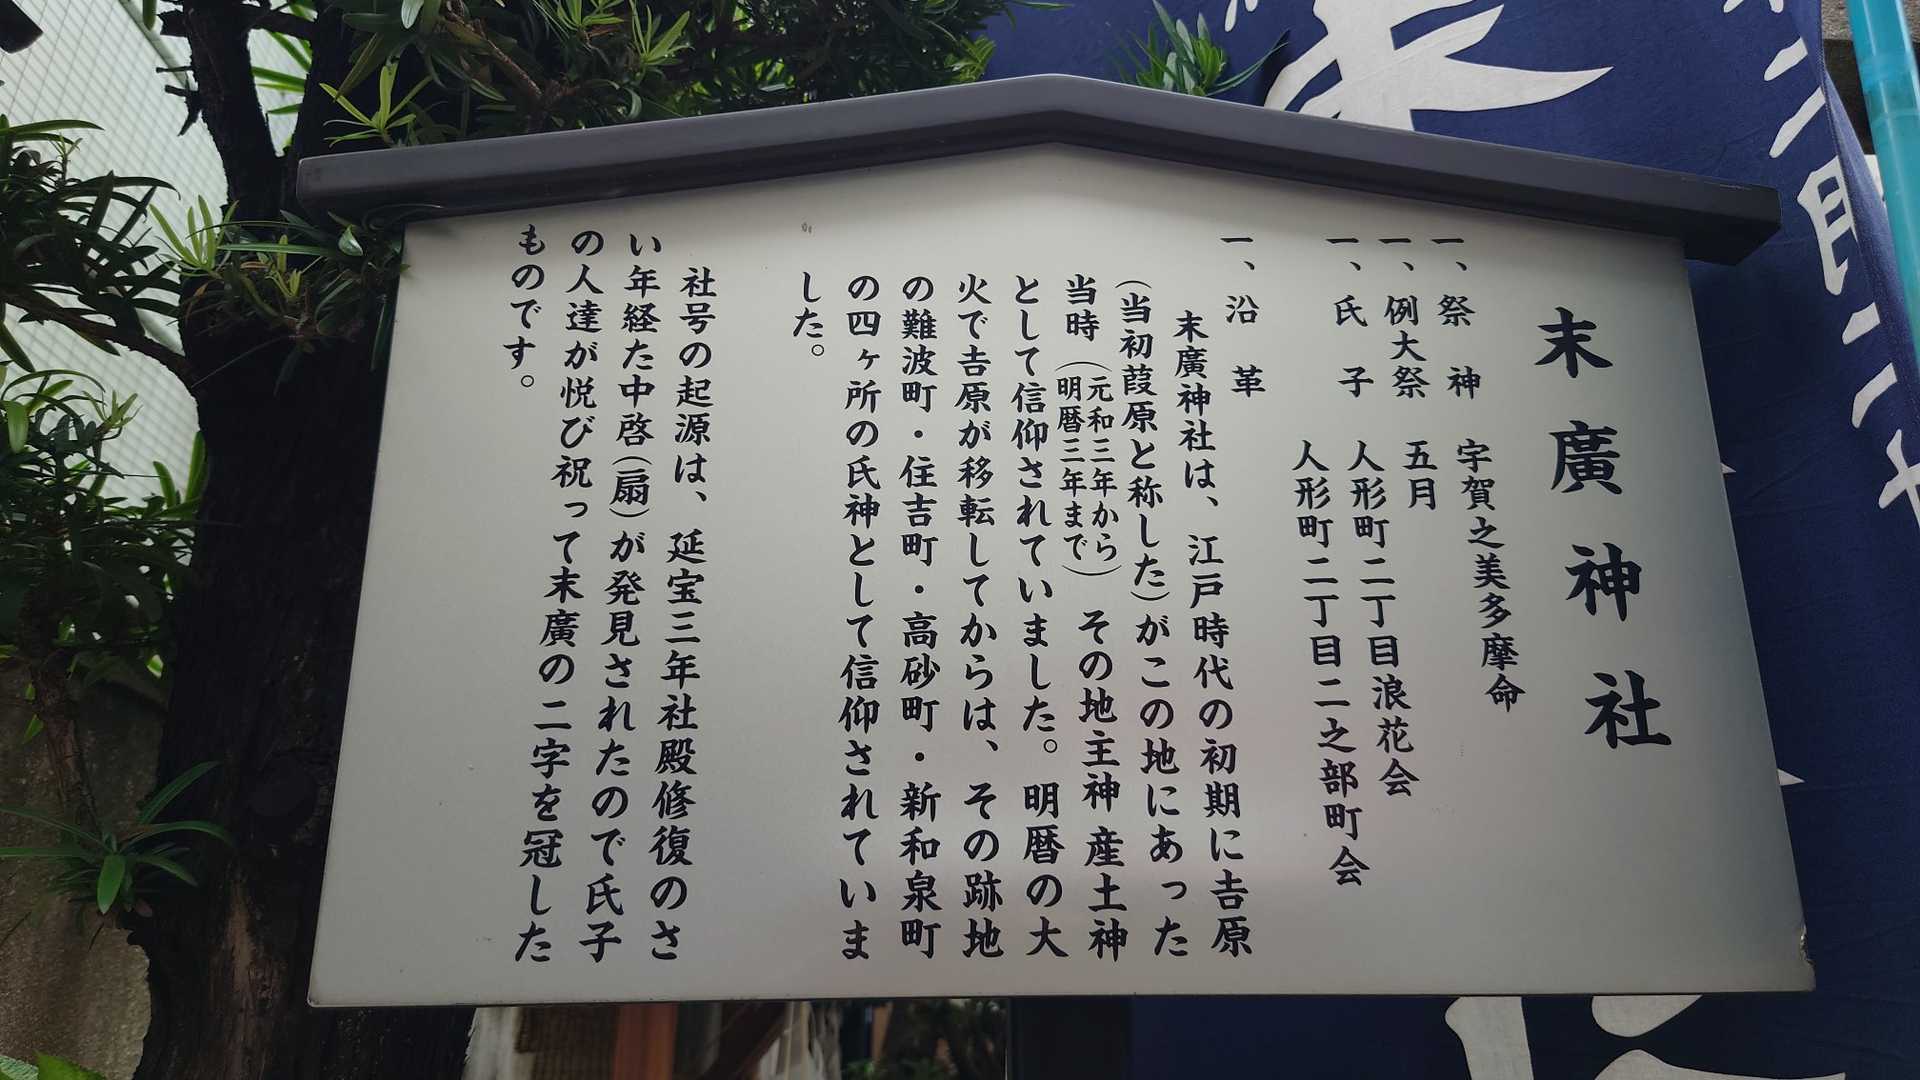 末廣神社
一、祭 神 宇賀之美多摩命
一、例大祭 五月
一、氏 子 人形町二丁目浪花会
人形町二丁目二之部町会
一、沿 革
末廣神社は、江戸時代の初期に𠮷原
(当初葭原と称した)がこの地にあった
当時(元和三年から明暦三年まで)その地主神産土神
として信仰されていました。明暦の大
火で𠮷原が移転してからは、その跡地
の難波町・住吉町・高砂町・新和泉町
の四ヶ所の氏神として信仰されていま
した。
社号の起源は、延宝三年社殿修復のさ
い年経た中啓(扇)が発見されたので氏子
の人達が悦び祝って末廣の二字を冠した
ものです。